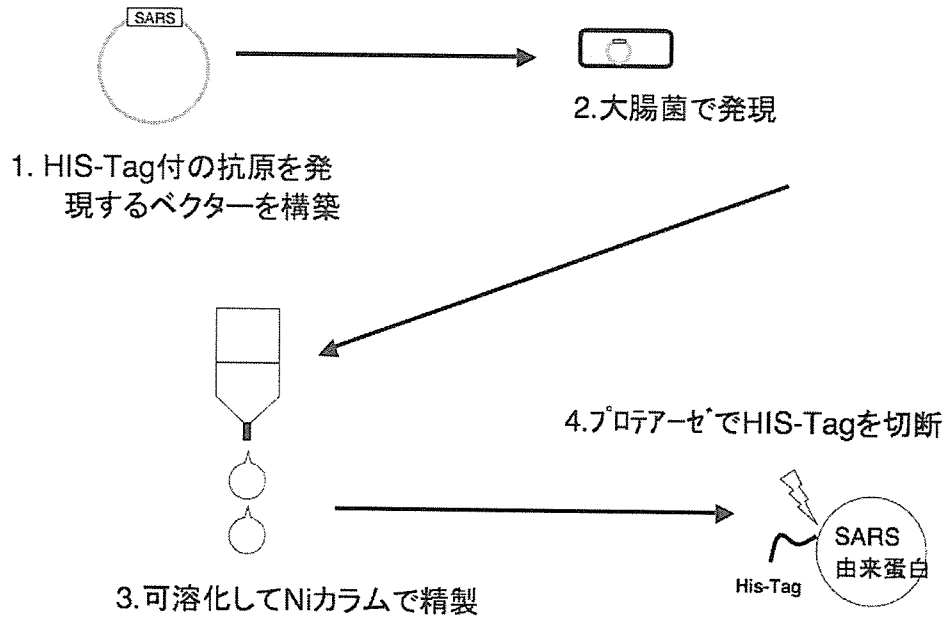 SARS
1. HIS-Tag付の抗原を発
現するベクターを構築
2.大腸菌で発現
3.可溶化してNiカラムで精製
4.ﾌﾟﾛﾃｱｰｾﾞでHIS-Tagを切断
SARS
由来蛋白
His-Tag